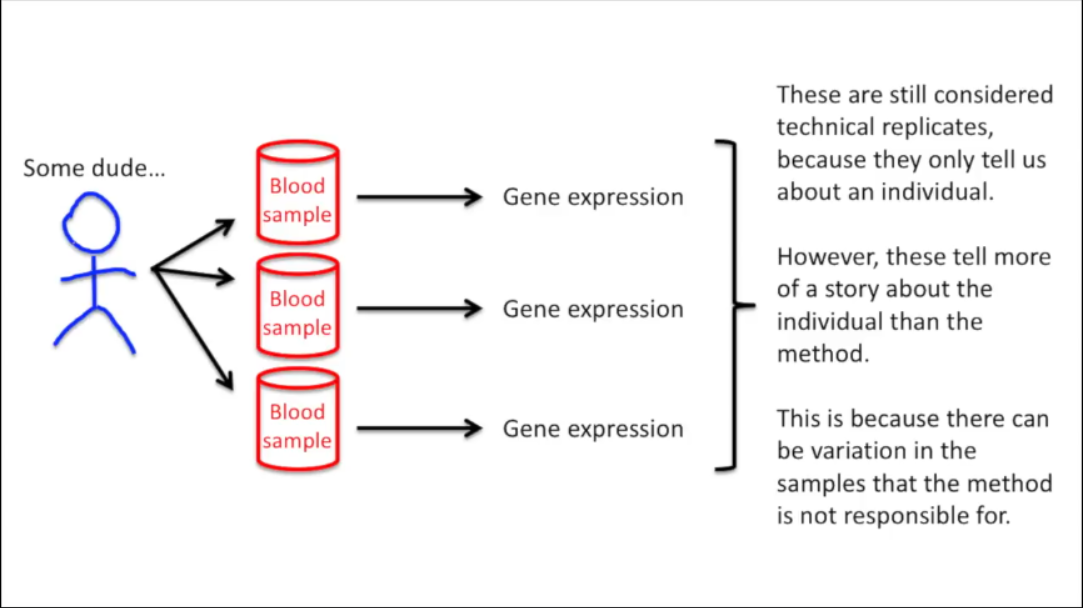 Some dude...
Blood
sample
Gene expression
Blood
sample
Gene expression
Blood
sample
Gene expression
These are still considered
technical replicates,
because they only tell us
about an individual.
However, these tell more
of a story about the
individual than the
method.
This is because there can
be variation in the
samples that the method
is not responsible for.